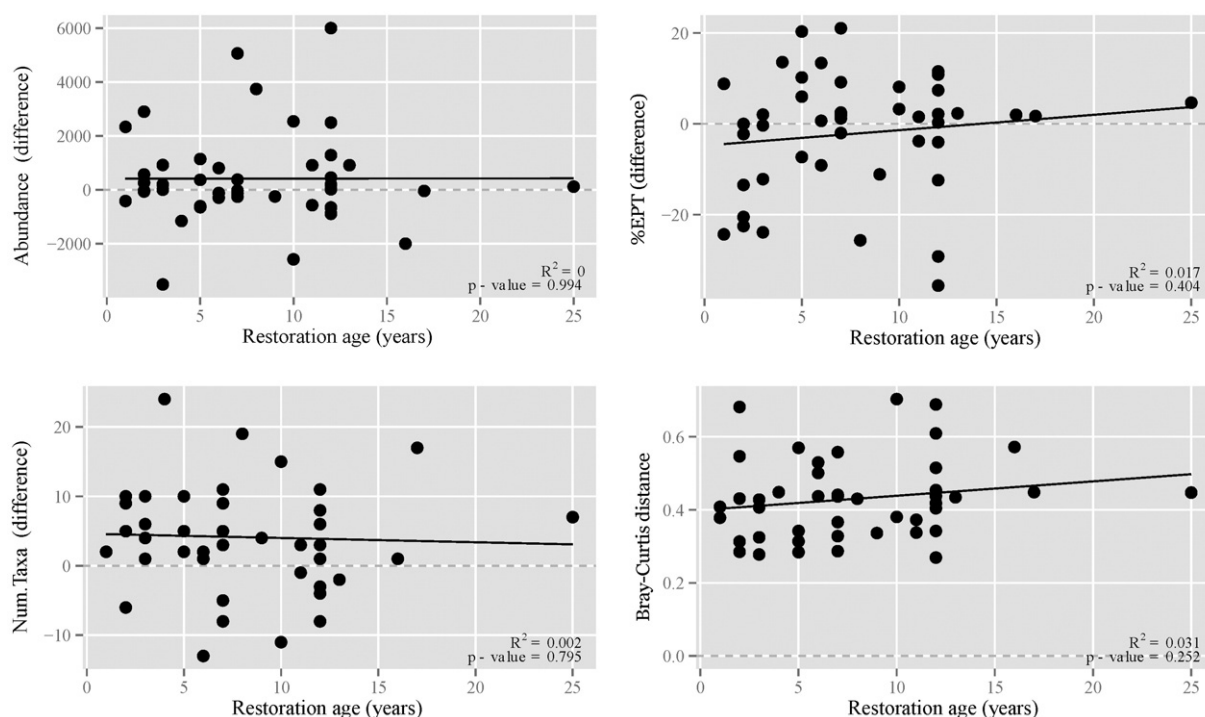 6000
4000
2000
0
−2000
Abundance (difference)
R² = 0
p - value = 0.994
0 5 10 15 20 25
Restoration age (years)
20
0
−20
%EPT (difference)
R² = 0.017
p - value = 0.404
0 5 10 15 20 25
Restoration age (years)
20
10
0
−10
Num.Taxa (difference)
R² = 0.002
p - value = 0.795
0 5 10 15 20 25
Restoration age (years)
0.6
0.4
0.2
0.0
Bray-Curtis distance
R² = 0.031
p - value = 0.252
0 5 10 15 20 25
Restoration age (years)